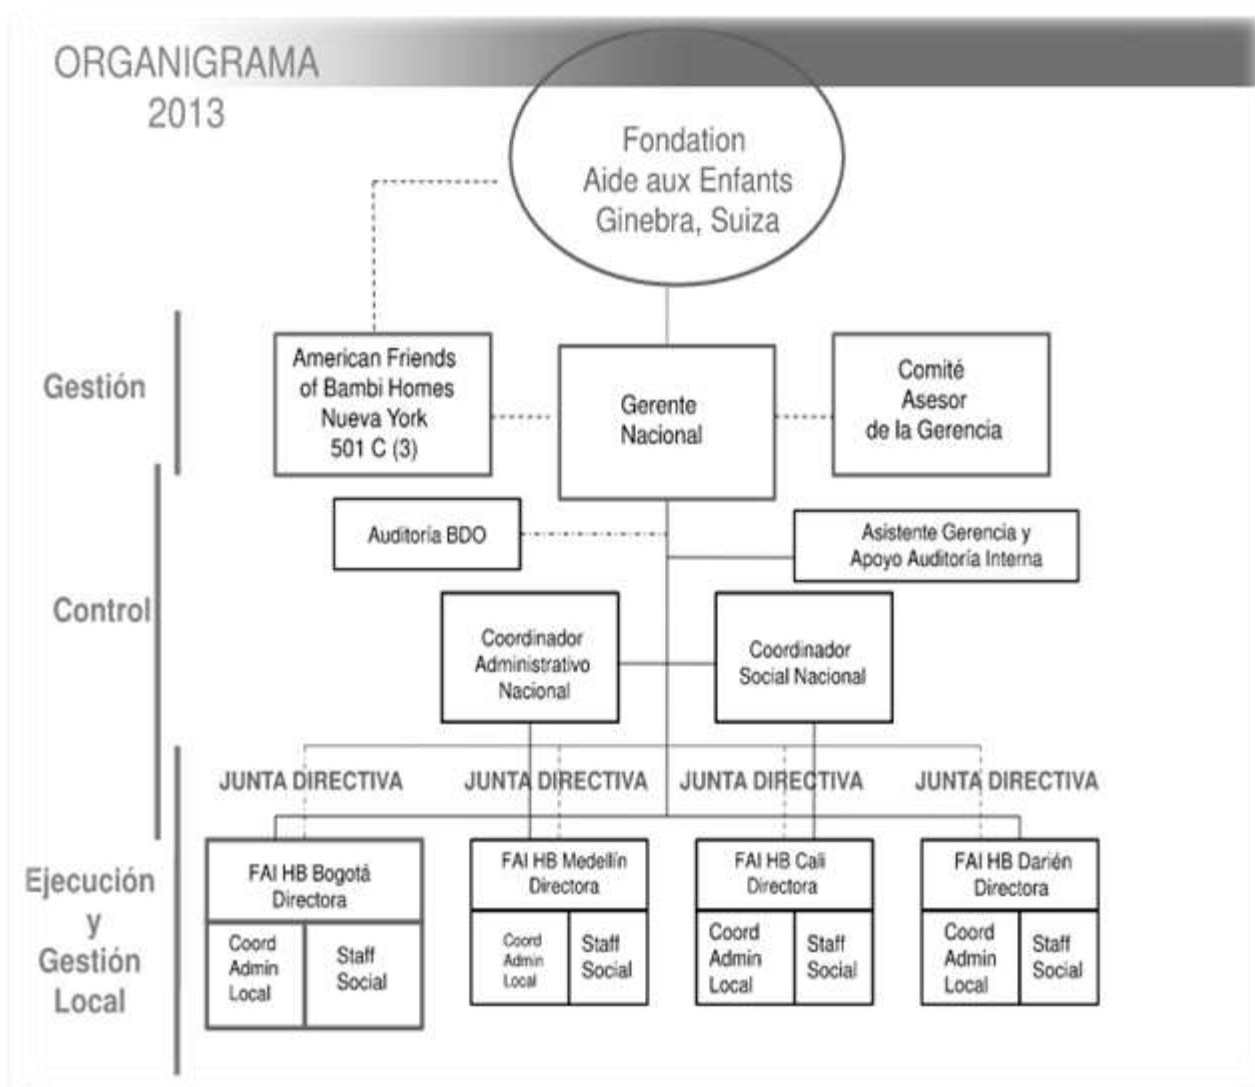 ORGANIGRAMA
2013
Fondation
Aide aux Enfants
Ginebra, Suiza
Gestión
American Friends
of Bambi Homes
Nueva York
501 C (3)
Gerente
Nacional
Comité
Asesor
de la Gerencia
Control
Auditoría BDO
Asistente Gerencia y
Apoyo Auditoría Interna
Coordinador
Administrativo
Nacional
Coordinador
Social Nacional
JUNTA DIRECTIVA
JUNTA DIRECTIVA
JUNTA DIRECTIVA
JUNTA DIRECTIVA
Ejecución
y
Gestión
Local
FAI HB Bogotá
Directora
Coord
Admin
Local
Staff
Social
FAI HB Medellín
Directora
Coord
Admin
Local
Staff
Social
FAI HB Cali
Directora
Coord
Admin
Local
Staff
Social
FAI HB Darién
Directora
Coord
Admin
Local
Staff
Social